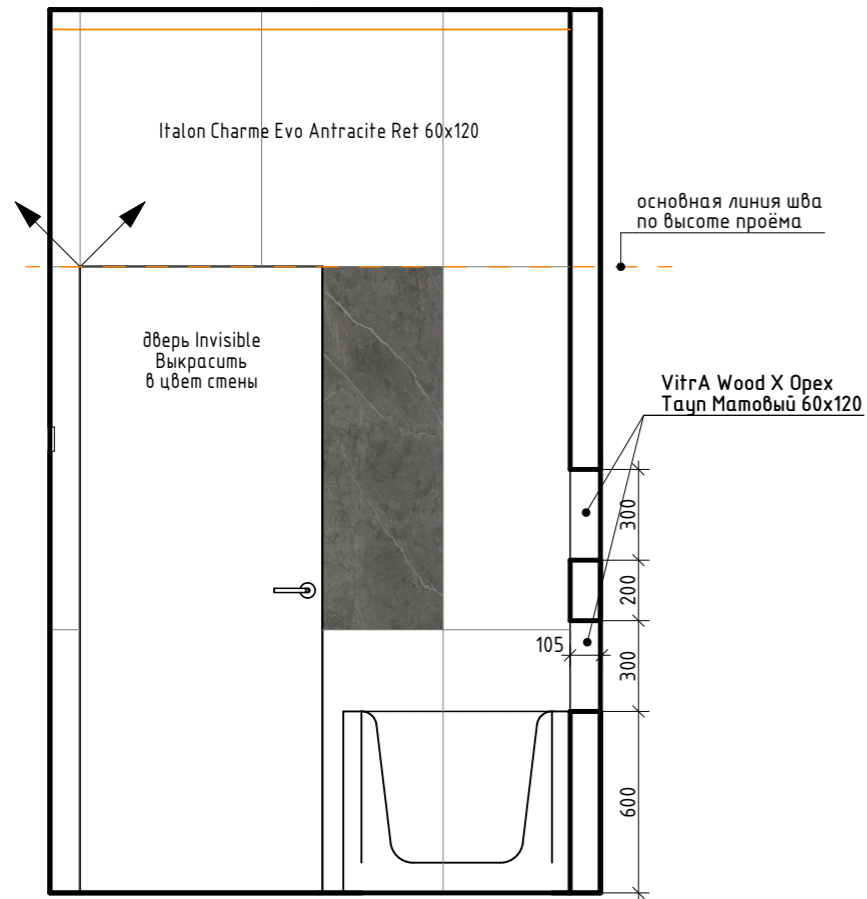 Italon Charme Evo Antracite Ret 60x120
основная линия шва
по высоте проёма
дверь Invisible
Выкрасить
в цвет стены
VitrA Wood X Орех
Тауп Матовый 60x120
300
200
105
300
600